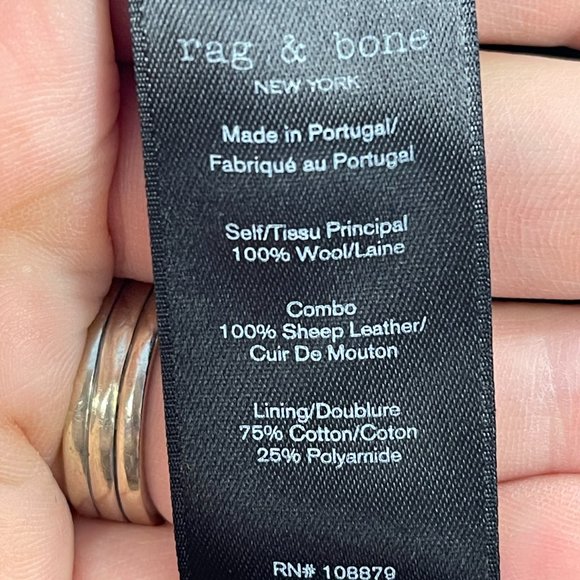 rag & bone
NEW YORK
Made in Portugal/
Fabriqué au Portugal
Self/Tissu Principal
100% Wool/Laine
Combo
100% Sheep Leather/
Cuir De Mouton
Lining/Doublure
75% Cotton/Coton
25% Polyamide
RN# 108879